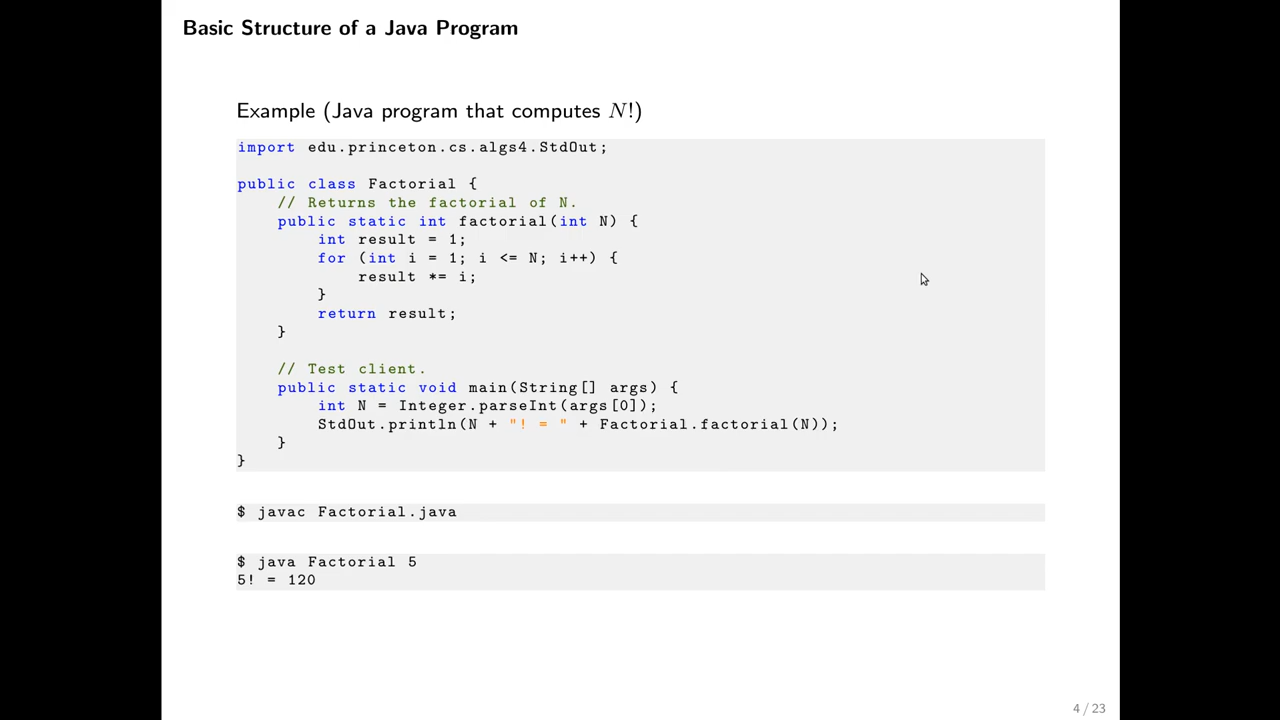 Basic Structure of a Java Program
Example (Java program that computes N!)
import edu.princeton.cs.algs4.StdOut;
public class Factorial {
// Returns the factorial of N.
public static int factorial(int N) {
int result = 1;
for (int i = 1; i <= N; i++) {
result *= i;
}
return result;
}
// Test client.
public static void main(String[] args) {
int N = Integer.parseInt(args[0]);
StdOut.println(N + "! = " + Factorial.factorial(N));
}
}
$ javac Factorial.java
$ java Factorial 5
5! = 120
4 / 23